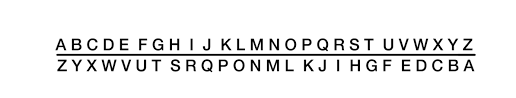 A B C D E F G H I J K L M N O P Q R S T U V W X Y Z
Z Y X W V U T S R Q P O N M L K J I H G F E D C B A